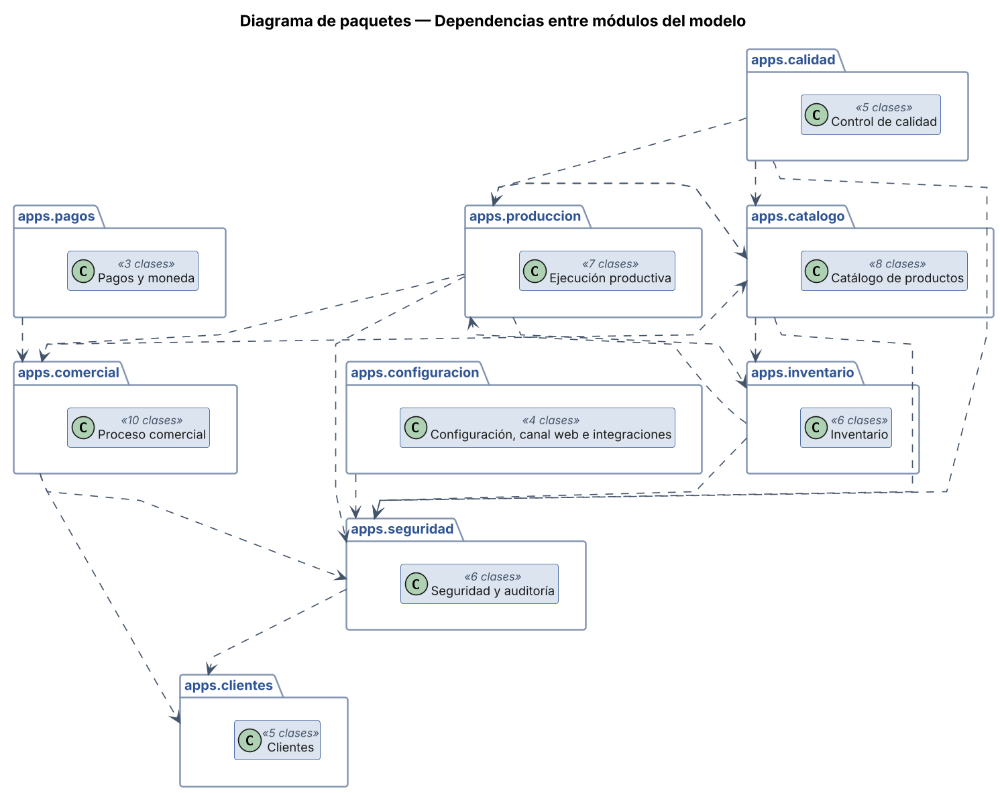 Diagrama de paquetes — Dependencias entre módulos del modelo
apps.calidad
C
«5 clases»
Control de calidad
apps.pagos
C
«3 clases»
Pagos y moneda
apps.produccion
C
«7 clases»
Ejecución productiva
apps.catalogo
C
«8 clases»
Catálogo de productos
apps.comercial
C
«10 clases»
Proceso comercial
apps.configuracion
C
«4 clases»
Configuración, canal web e integraciones
apps.inventario
C
«6 clases»
Inventario
apps.seguridad
C
«6 clases»
Seguridad y auditoría
apps.clientes
C
«5 clases»
Clientes